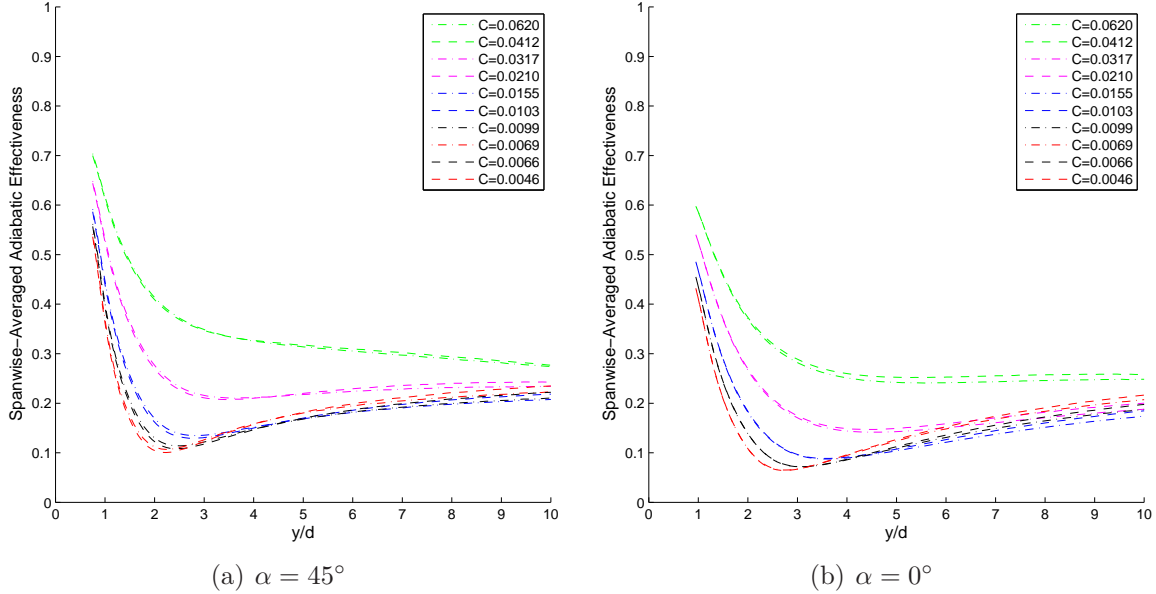 Spanwise−Averaged Adiabatic Effectiveness
1
0.9
0.8
0.7
0.6
0.5
0.4
0.3
0.2
0.1
0
0 1 2 3 4 5 6 7 8 9 10
y/d
C=0.0620
C=0.0412
C=0.0317
C=0.0210
C=0.0155
C=0.0103
C=0.0099
C=0.0069
C=0.0066
C=0.0046
(a) α = 45°
Spanwise−Averaged Adiabatic Effectiveness
1
0.9
0.8
0.7
0.6
0.5
0.4
0.3
0.2
0.1
0
0 1 2 3 4 5 6 7 8 9 10
y/d
C=0.0620
C=0.0412
C=0.0317
C=0.0210
C=0.0155
C=0.0103
C=0.0099
C=0.0069
C=0.0066
C=0.0046
(b) α = 0°